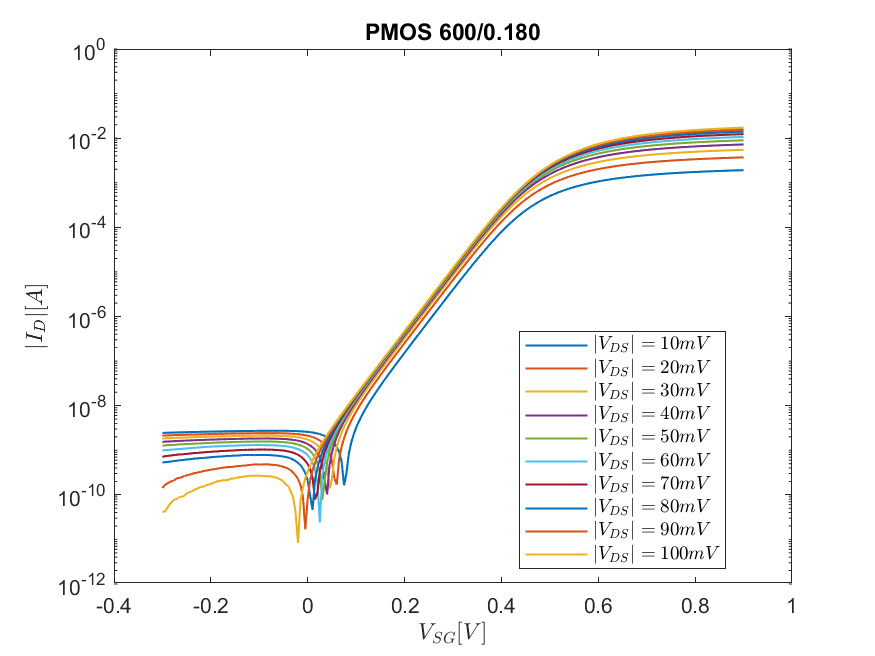 PMOS 600/0.180
10^0
10^-2
10^-4
10^-6
10^-8
10^-10
10^-12
|I_D|[A]
-0.4 -0.2 0 0.2 0.4 0.6 0.8 1
V_SG[V]
|V_DS| = 10mV
|V_DS| = 20mV
|V_DS| = 30mV
|V_DS| = 40mV
|V_DS| = 50mV
|V_DS| = 60mV
|V_DS| = 70mV
|V_DS| = 80mV
|V_DS| = 90mV
|V_DS| = 100mV